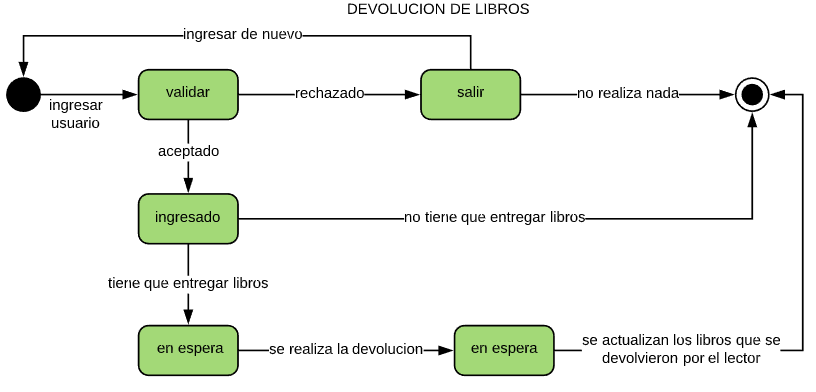 DEVOLUCION DE LIBROS
ingresar de nuevo
ingresar
usuario
validar
rechazado
salir
no realiza nada
aceptado
ingresado
no tiene que entregar libros
tiene que entregar libros
en espera
se realiza la devolucion
en espera
se actualizan los libros que se
devolvieron por el lector